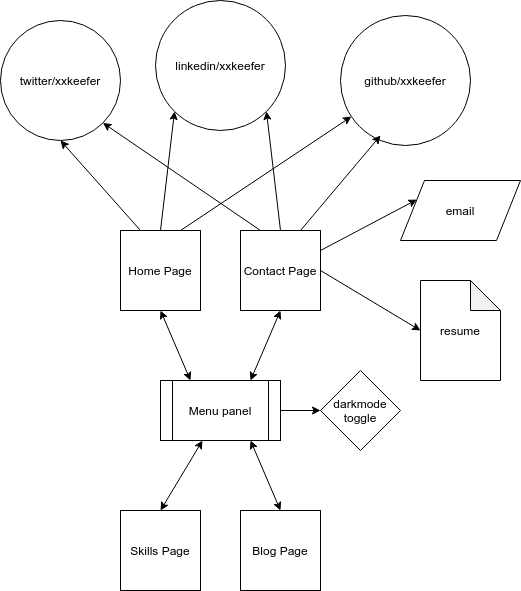 twitter/xxkeefer
linkedin/xxkeefer
github/xxkeefer
email
Home Page
Contact Page
resume
Menu panel
darkmode
toggle
Skills Page
Blog Page